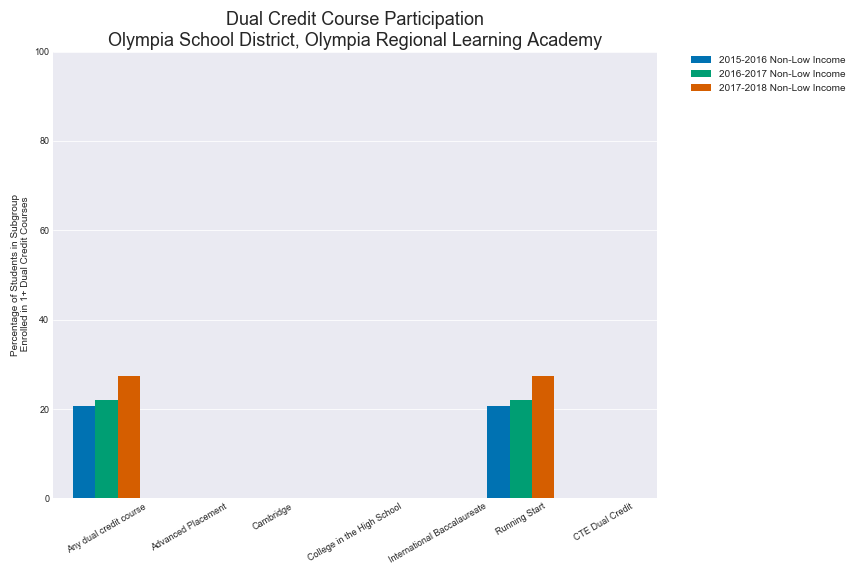 Dual Credit Course Participation
Olympia School District, Olympia Regional Learning Academy
2015-2016 Non-Low Income
2016-2017 Non-Low Income
2017-2018 Non-Low Income
Percentage of Students in Subgroup
Enrolled in 1+ Dual Credit Courses
100
80
60
40
20
0
Any dual credit course
Advanced Placement
Cambridge
College in the High School
International Baccalaureate
Running Start
CTE Dual Credit